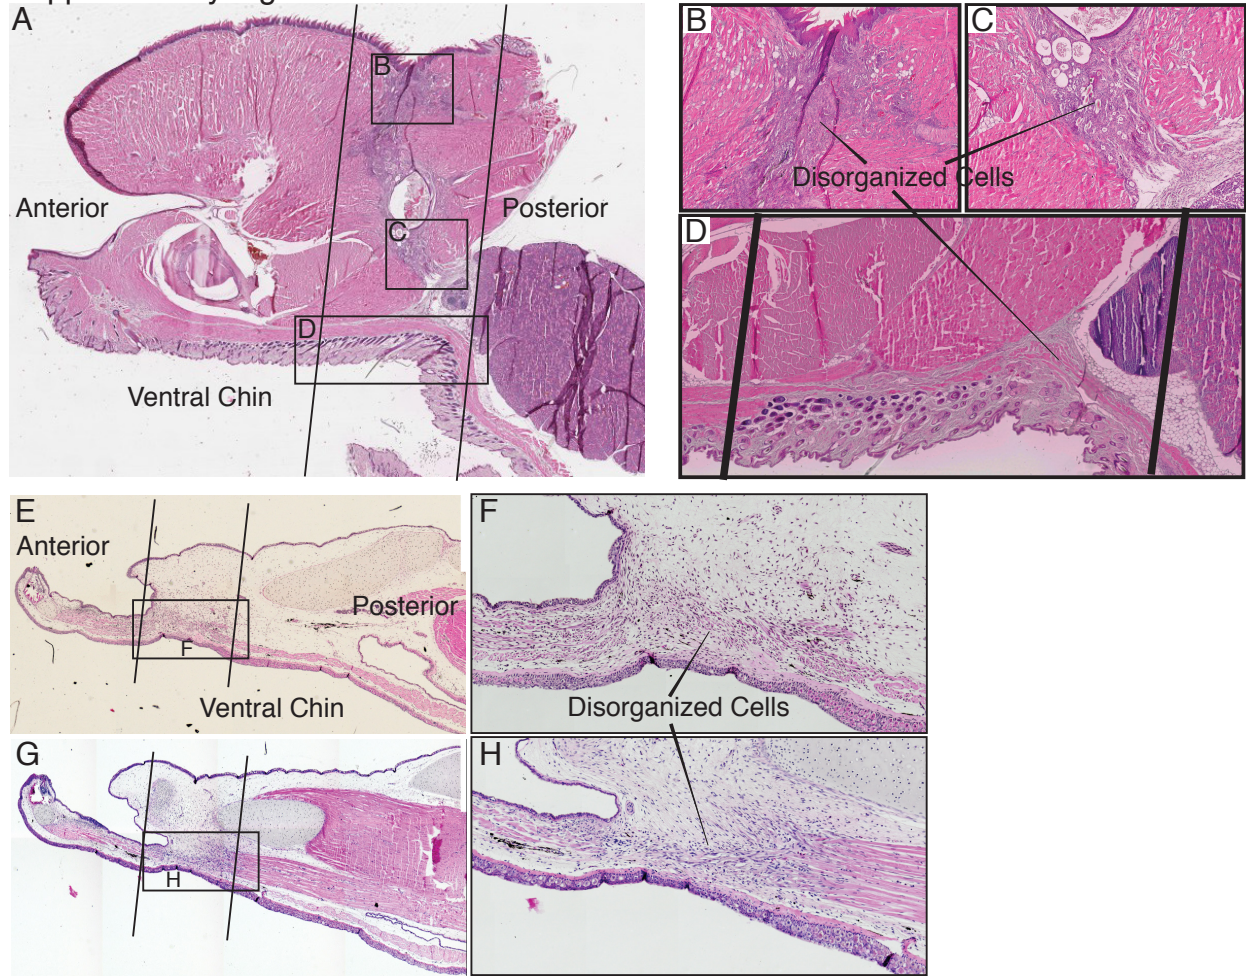 A
B
C
D
Anterior
Posterior
Ventral Chin
B
C
Disorganized Cells
D
E
Anterior
Posterior
F
Ventral Chin
F
Disorganized Cells
G
H
H